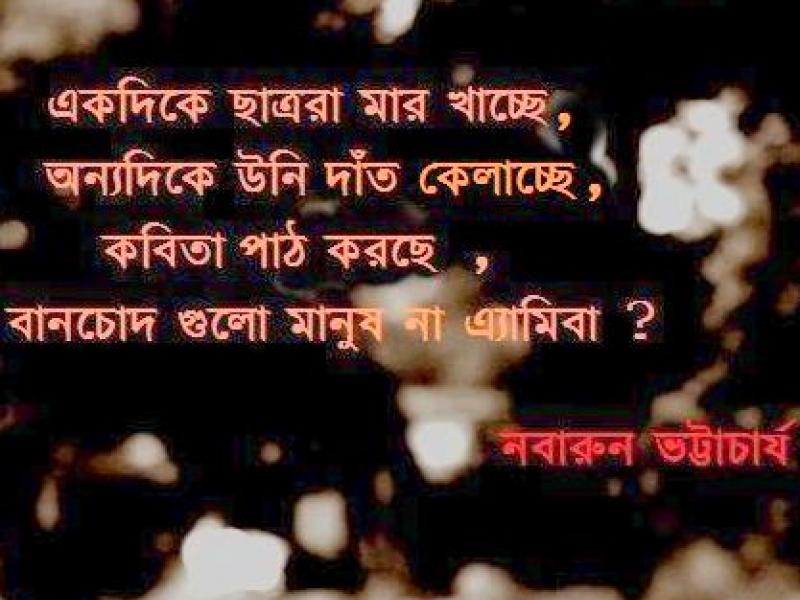 একদিকে ছাত্ররা মার খাচ্ছে,
অন্যদিকে উনি দাঁত কেলাচ্ছে,
কবিতা পাঠ করছে ,
বানচোদ গুলো মানুষ না এ্যামিবা ?
নবারুন ভট্টাচার্য